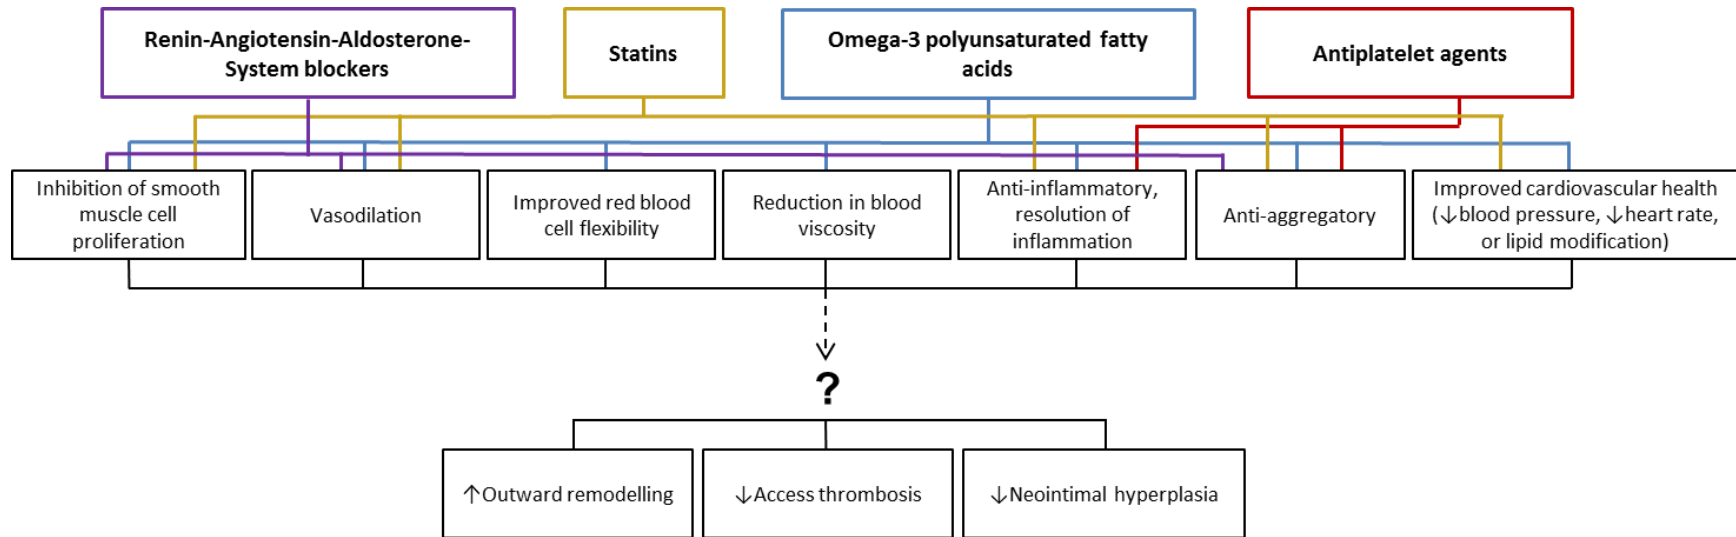 Renin-Angiotensin-Aldosterone-
System blockers
Statins
Omega-3 polyunsaturated fatty
acids
Antiplatelet agents
Inhibition of smooth
muscle cell
proliferation
Vasodilation
Improved red blood
cell flexibility
Reduction in blood
viscosity
Anti-inflammatory,
resolution of
inflammation
Anti-aggregatory
Improved cardiovascular health
(↓blood pressure, ↓heart rate,
or lipid modification)
?
↑Outward remodelling
↓Access thrombosis
↓Neointimal hyperplasia